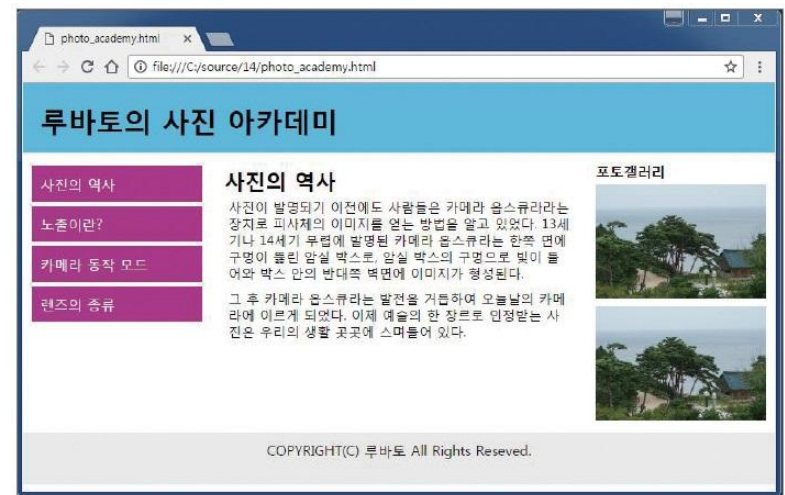 photo_academy.html
file:///C:/source/14/photo_academy.html
루바토의 사진 아카데미
사진의 역사
노출이란?
카메라 동작 모드
렌즈의 종류
사진의 역사
사진이 발명되기 이전에도 사람들은 카메라 옵스큐라라는
장치로 피사체의 이미지를 얻는 방법을 알고 있었다. 13세
기나 14세기 무렵에 발명된 카메라 옵스큐라는 한쪽 면에
구멍이 뚫린 암실 박스로, 암실 박스의 구멍으로 빛이 들
어와 박스 안의 반대쪽 벽면에 이미지가 형성된다.
그 후 카메라 옵스큐라는 발전을 거듭하여 오늘날의 카메
라에 이르게 되었다. 이제 예술의 한 장르로 인정받는 사
진은 우리의 생활 곳곳에 스며들어 있다.
포토갤러리
COPYRIGHT(C) 루바토 All Rights Reseved.